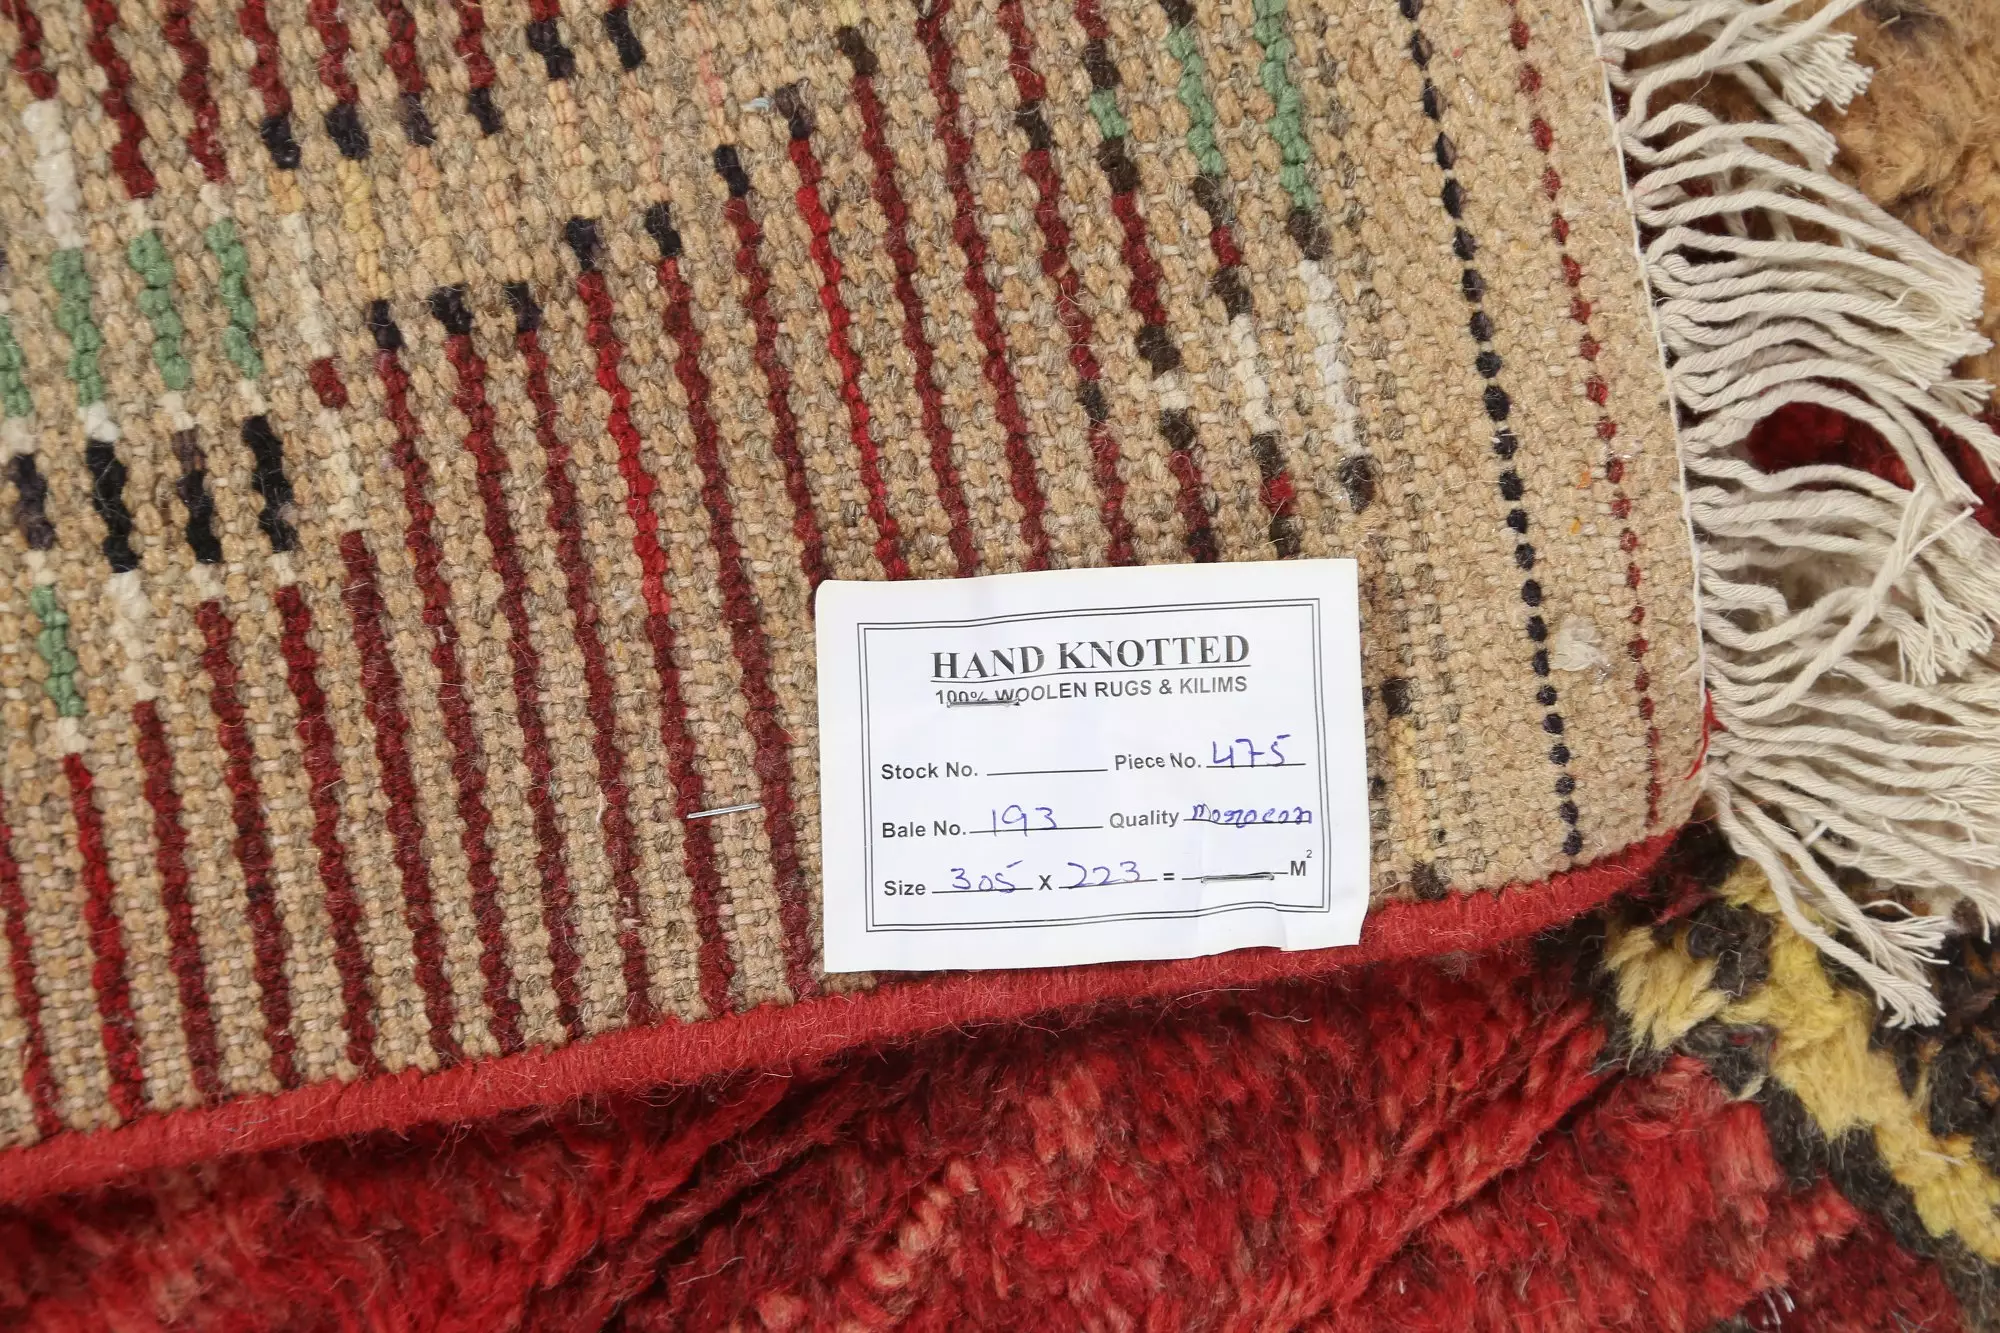 HAND KNOTTED
100% WOOLEN RUGS & KILIMS
Stock No. Piece No. 475
Bale No. 193 Quality Moroccan
Size 305 X 223 = M²